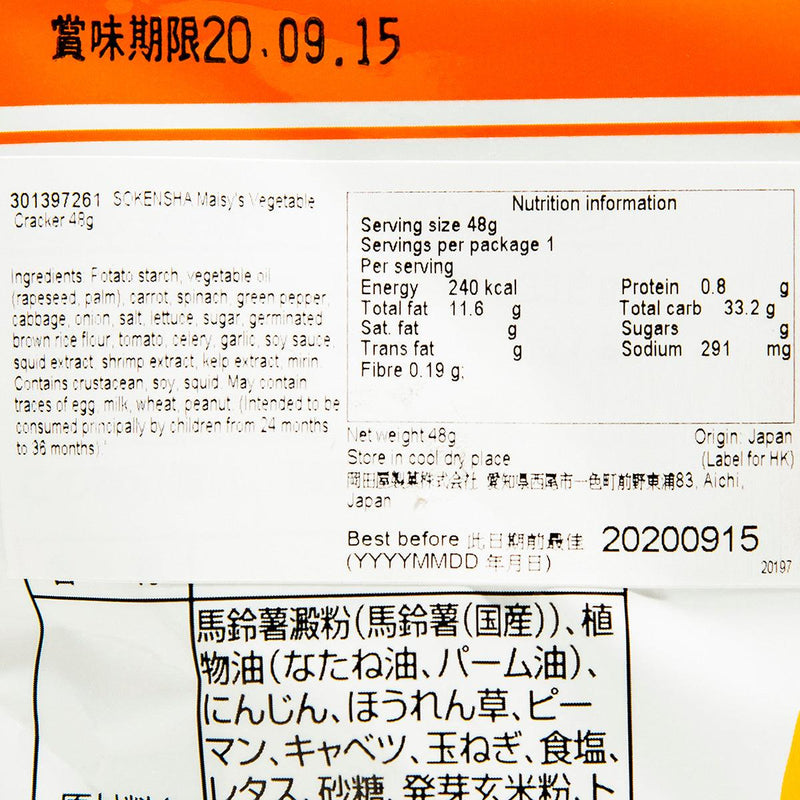 賞味期限20.09.15
301397261 SOKENSHA Maisy's Vegetable
Cracker 48g
Ingredients: Potato starch, vegetable oil
(rapeseed, palm), carrot, spinach, green pepper,
cabbage, onion, salt, lettuce, sugar, germinated
brown rice flour, tomato, celery, garlic, soy sauce,
squid extract, shrimp extract, kelp extract, mirin.
Contains crustacean, soy, squid. May contain
traces of egg, milk, wheat, peanut. (Intended to be
consumed principally by children from 24 months
to 36 months)
Nutrition information
Serving size 48g
Servings per package 1
Per serving
Energy 240 kcal Protein 0.8 g
Total fat 11.6 g Total carb 33.2 g
Sat. fat g Sugars g
Trans fat g Sodium 291 mg
Fibre 0.19 g;
Net weight 48g Origin: Japan
Store in cool dry place (Label for HK)
岡田屋製菓株式会社 愛知県西尾市一色町前野東浦83, Aichi,
Japan
Best before 此日期前最佳 20200915
(YYYYMMDD 年月日) 20197
馬鈴薯澱粉(馬鈴薯(国産))、植
物油(なたね油、パーム油)、
にんじん、ほうれん草、ピー
マン、キャベツ、玉ねぎ、食塩、
レタス、砂糖、発芽玄米粉、ト